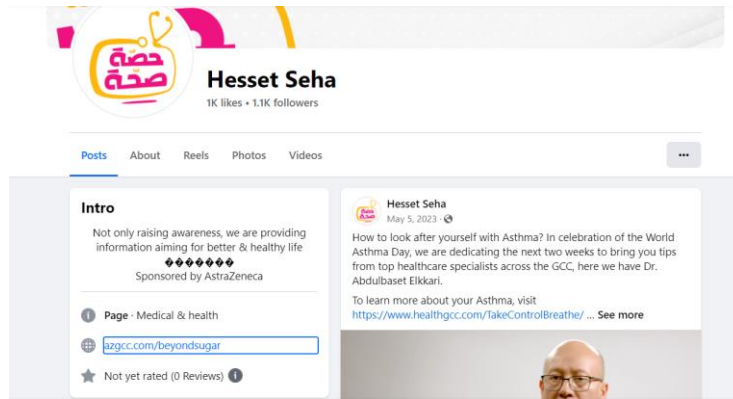 حصّة
صحّة
Hesset Seha
1K likes • 1.1K followers
Posts About Reels Photos Videos
Intro
Not only raising awareness, we are providing
information aiming for better & healthy life
������
Sponsored by AstraZeneca
Page · Medical & health
azgcc.com/beyondsugar
Not yet rated (0 Reviews)
Hesset Seha
May 5, 2023 ·
How to look after yourself with Asthma? In celebration of the World
Asthma Day, we are dedicating the next two weeks to bring you tips
from top healthcare specialists across the GCC, here we have Dr.
Abdulbaset Elkkari.
To learn more about your Asthma, visit
https://www.healthgcc.com/TakeControlBreathe/ ... See more